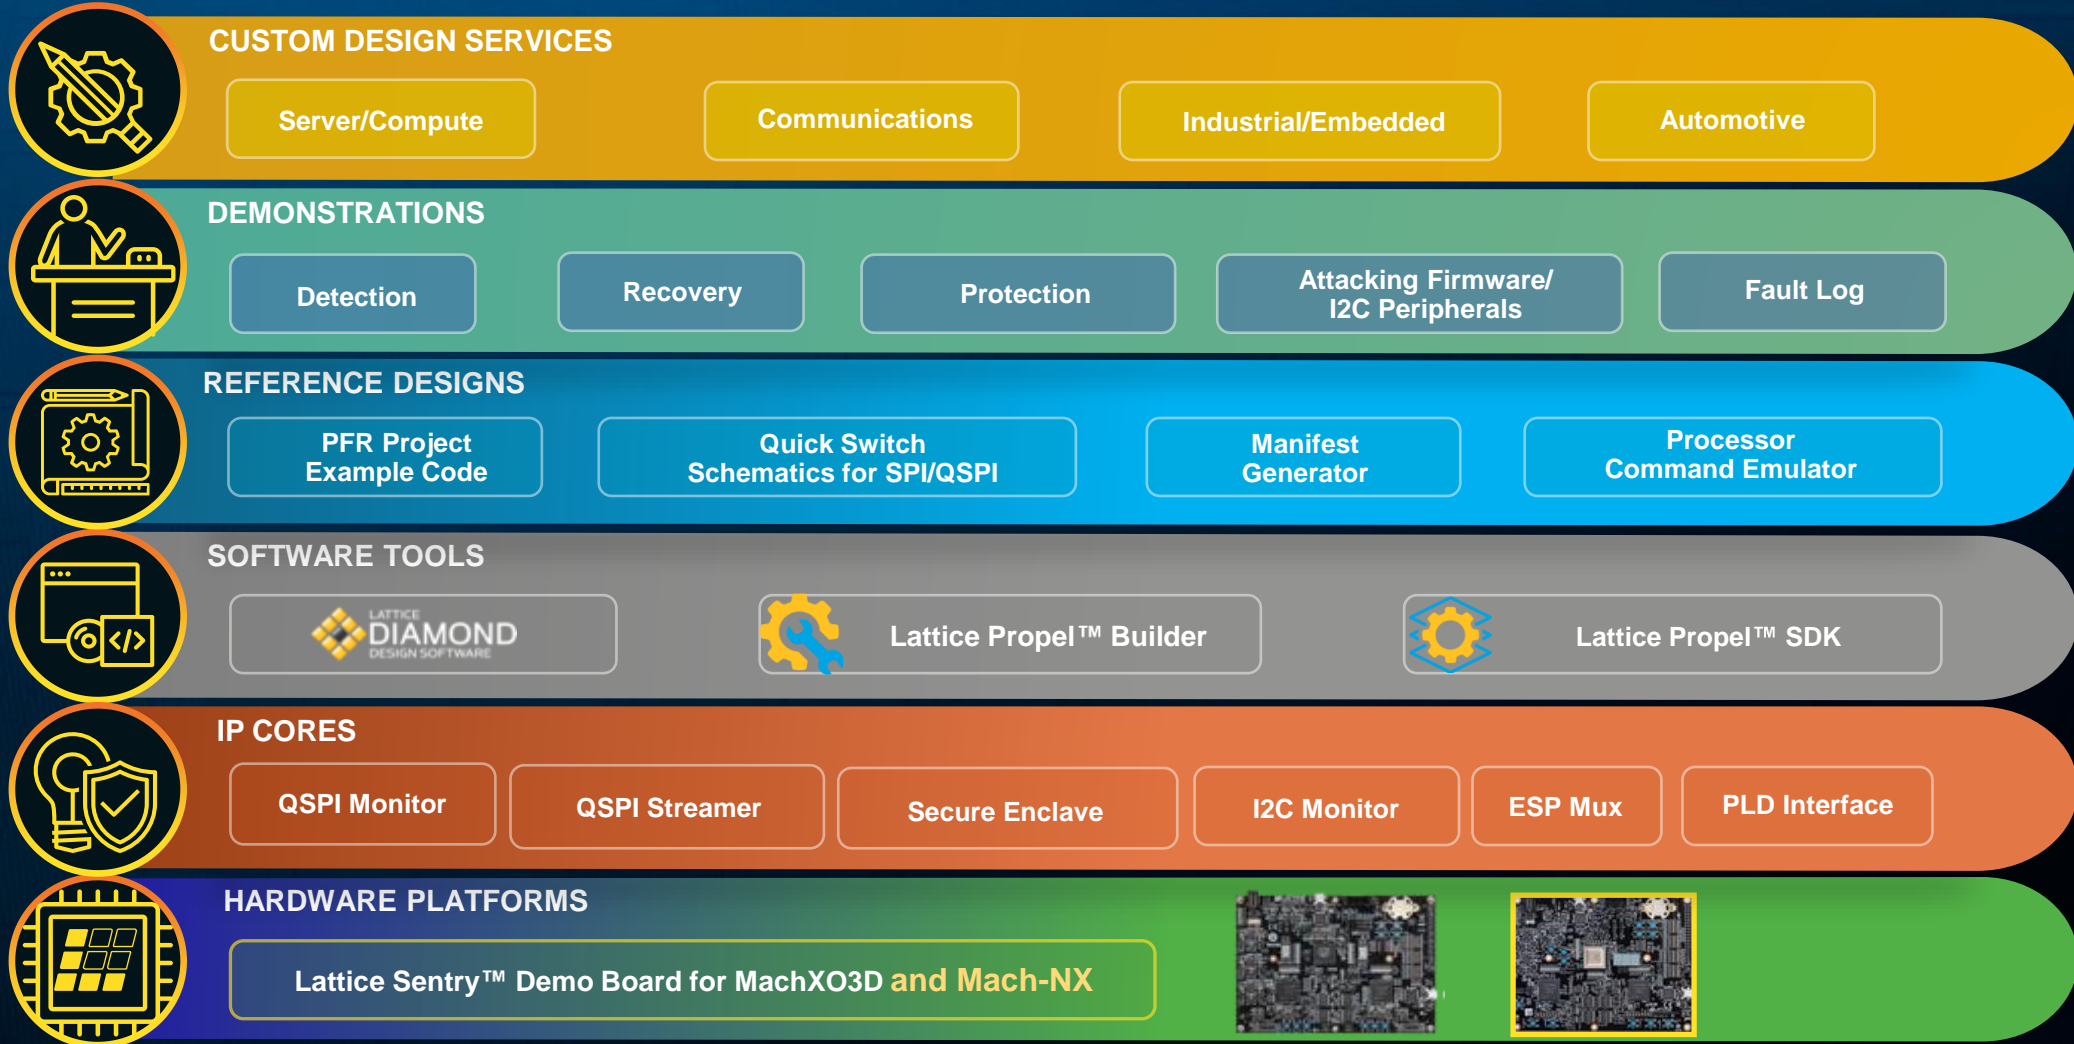 CUSTOM DESIGN SERVICES
Server/Compute
Communications
Industrial/Embedded
Automotive
DEMONSTRATIONS
Detection
Recovery
Protection
Attacking Firmware/
I2C Peripherals
Fault Log
REFERENCE DESIGNS
PFR Project
Example Code
Quick Switch
Schematics for SPI/QSPI
Manifest
Generator
Processor
Command Emulator
SOFTWARE TOOLS
LATTICE
DIAMOND
DESIGN SOFTWARE
Lattice Propel™ Builder
Lattice Propel™ SDK
IP CORES
QSPI Monitor
QSPI Streamer
Secure Enclave
I2C Monitor
ESP Mux
PLD Interface
HARDWARE PLATFORMS
Lattice Sentry™ Demo Board for MachXO3D and Mach-NX